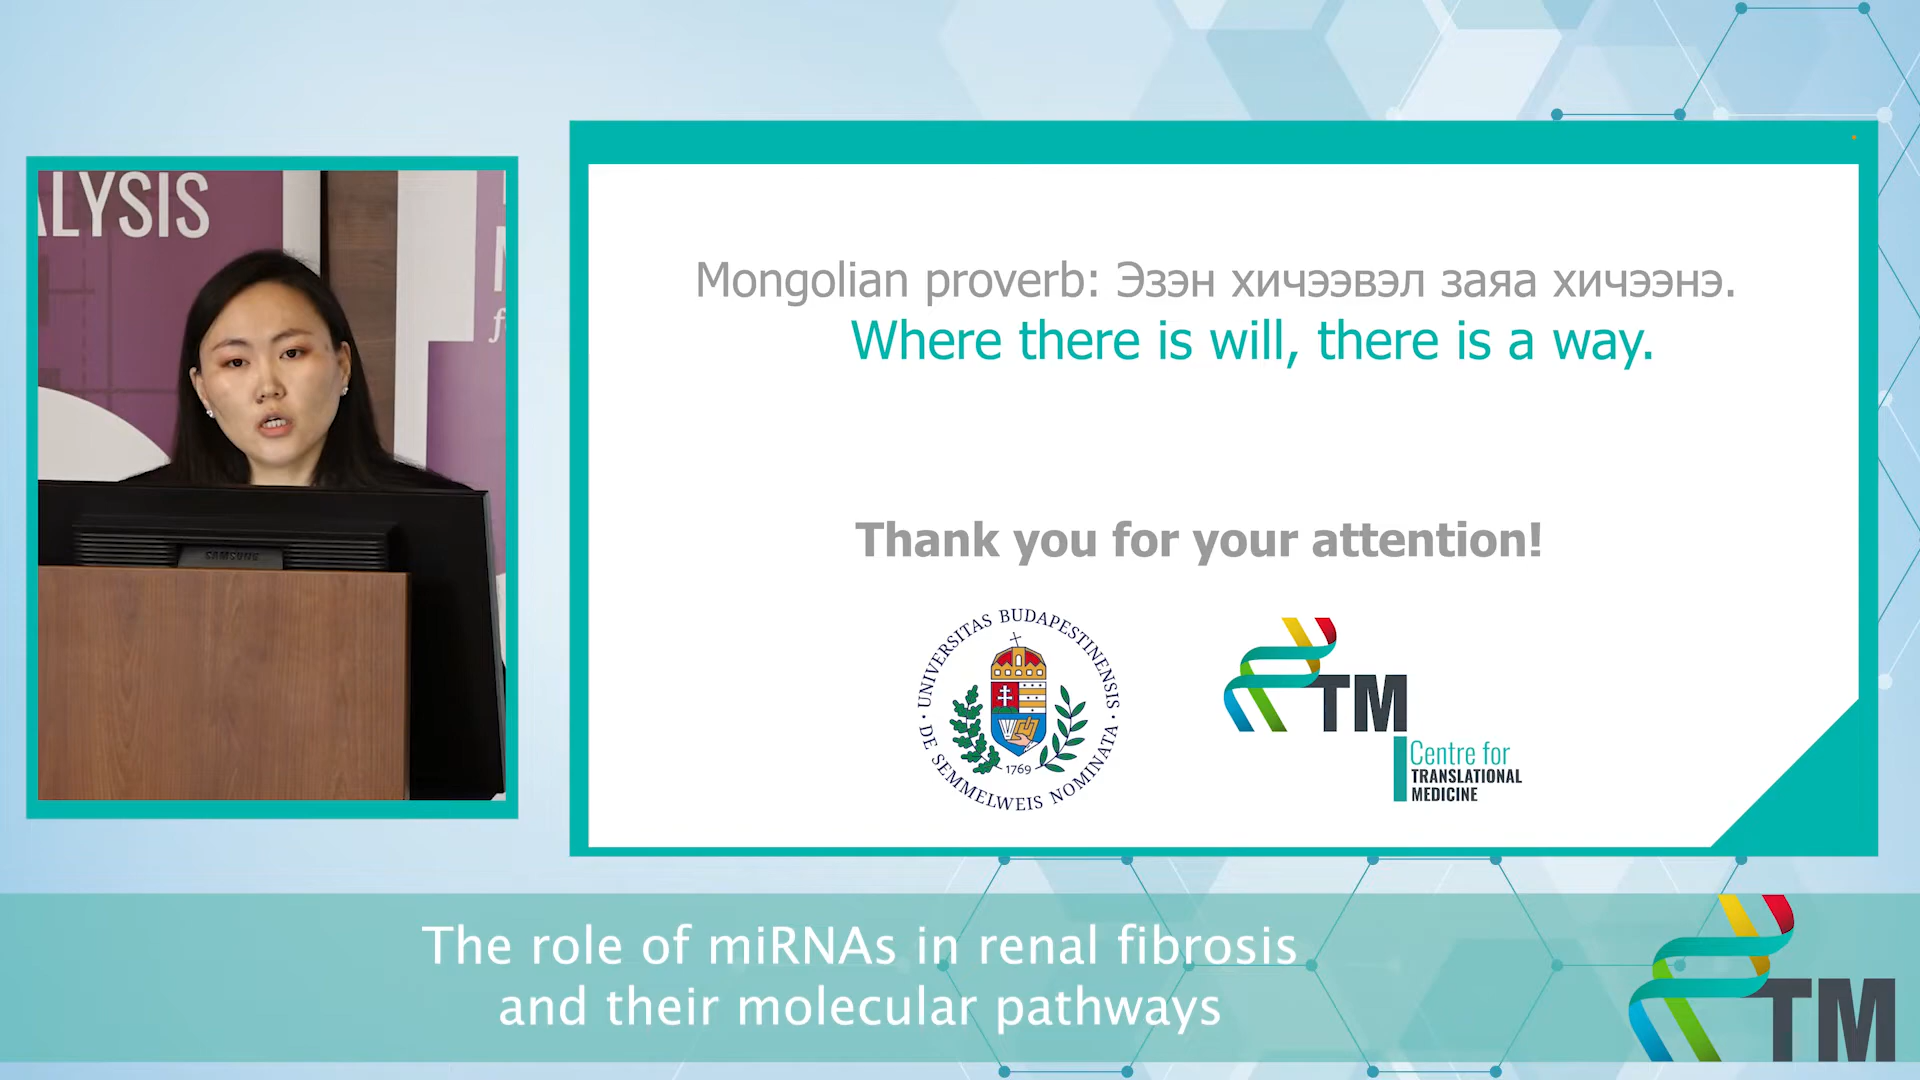 ALYSIS
SAMSUNG
Mongolian proverb: Эзэн хичээвэл заяа хичээнэ.
Where there is will, there is a way.
Thank you for your attention!
UNIVERSITAS BUDAPESTINENSIS
· DE SEMMELWEIS NOMINATA ·
1769
TM
Centre for
TRANSLATIONAL
MEDICINE
The role of miRNAs in renal fibrosis
and their molecular pathways
TM